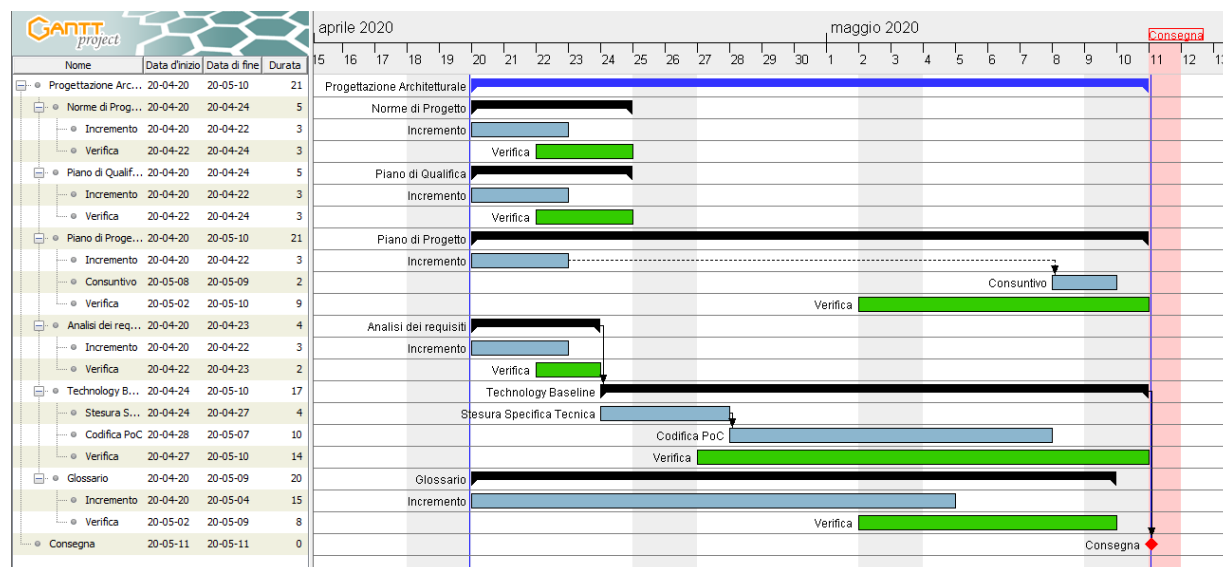 GANTT
project
aprile 2020 maggio 2020
Consegna
15 16 17 18 19 20 21 22 23 24 25 26 27 28 29 30 1 2 3 4 5 6 7 8 9 10 11 12 13
Nome Data d'inizio Data di fine Durata
Progettazione Arc... 20-04-20 20-05-10 21 Progettazione Architetturale
Norme di Prog... 20-04-20 20-04-24 5 Norme di Progetto
Incremento 20-04-20 20-04-22 3 Incremento
Verifica 20-04-22 20-04-24 3 Verifica
Piano di Qualif... 20-04-20 20-04-24 5 Piano di Qualifica
Incremento 20-04-20 20-04-22 3 Incremento
Verifica 20-04-22 20-04-24 3 Verifica
Piano di Proge... 20-04-20 20-05-10 21 Piano di Progetto
Incremento 20-04-20 20-04-22 3 Incremento
Consuntivo 20-05-08 20-05-09 2 Consuntivo
Verifica 20-05-02 20-05-10 9 Verifica
Analisi dei req... 20-04-20 20-04-23 4 Analisi dei requisiti
Incremento 20-04-20 20-04-22 3 Incremento
Verifica 20-04-22 20-04-23 2 Verifica
Technology B... 20-04-24 20-05-10 17 Technology Baseline
Stesura S... 20-04-24 20-04-27 4 Stesura Specifica Tecnica
Codifica PoC 20-04-28 20-05-07 10 Codifica PoC
Verifica 20-04-27 20-05-10 14 Verifica
Glossario 20-04-20 20-05-09 20 Glossario
Incremento 20-04-20 20-05-04 15 Incremento
Verifica 20-05-02 20-05-09 8 Verifica
Consegna 20-05-11 20-05-11 0 Consegna